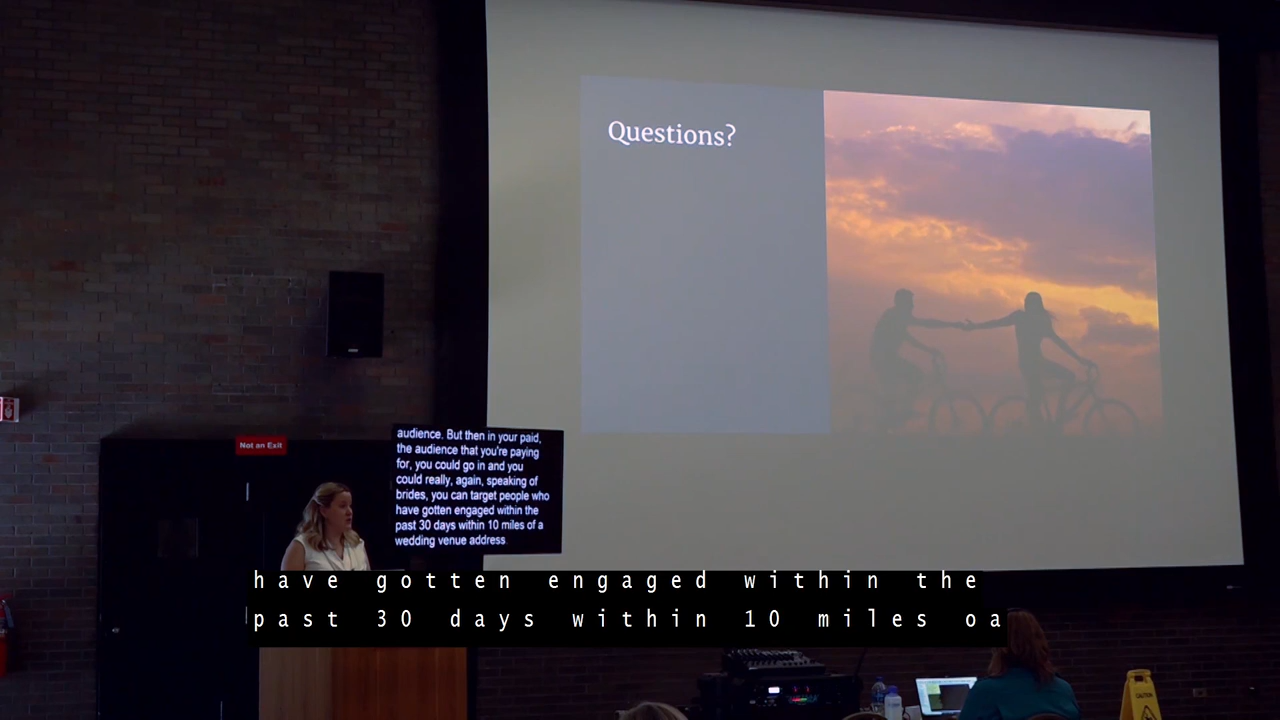 Questions?
Not an Exit
audience. But then in your paid,
the audience that you're paying
for, you could go in and you
could really, again, speaking of
brides, you can target people who
have gotten engaged within the
past 30 days within 10 miles of a
wedding venue address
have gotten engaged within the
past 30 days within 10 miles oa
CAUTION